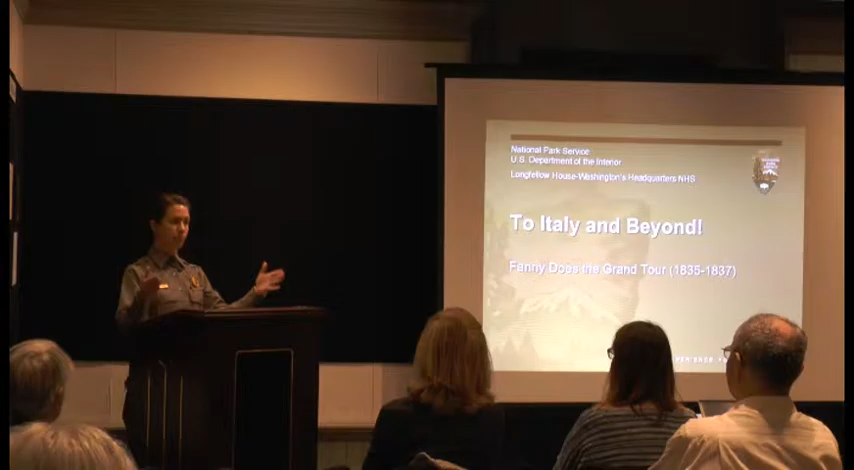 National Park Service
U.S. Department of the Interior
Longfellow House-Washington's Headquarters NHS
To Italy and Beyond!
Fanny Does the Grand Tour (1835-1837)